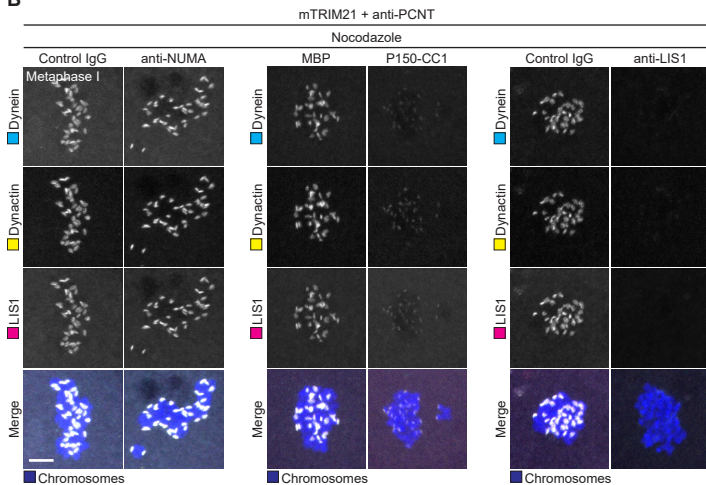 B
mTRIM21 + anti-PCNT
Nocodazole
Control IgG anti-NUMA MBP P150-CC1 Control IgG anti-LIS1
Metaphase I
Dynein Dynein Dynein
Dynactin Dynactin Dynactin
LIS1 LIS1 LIS1
Merge Merge Merge
Chromosomes Chromosomes Chromosomes